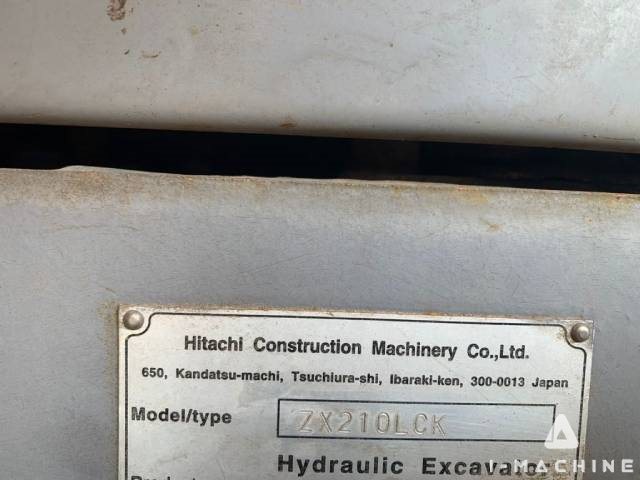 Hitachi Construction Machinery Co.,Ltd.
650, Kandatsu-machi, Tsuchiura-shi, Ibaraki-ken, 300-0013 Japan
Model/type ZX210LCK
Hydraulic Excavator
MACHINE